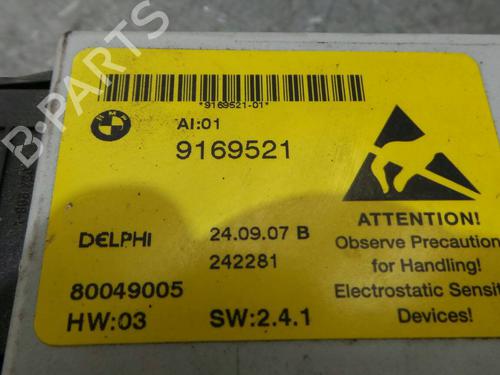 *9169521-01*
BMW
AI:01
9169521
ATTENTION!
Observe Precaution
for Handling!
Electrostatic Sensit
Devices!
DELPHI
24.09.07 B
242281
80049005
HW:03
SW:2.4.1
B-PARTS